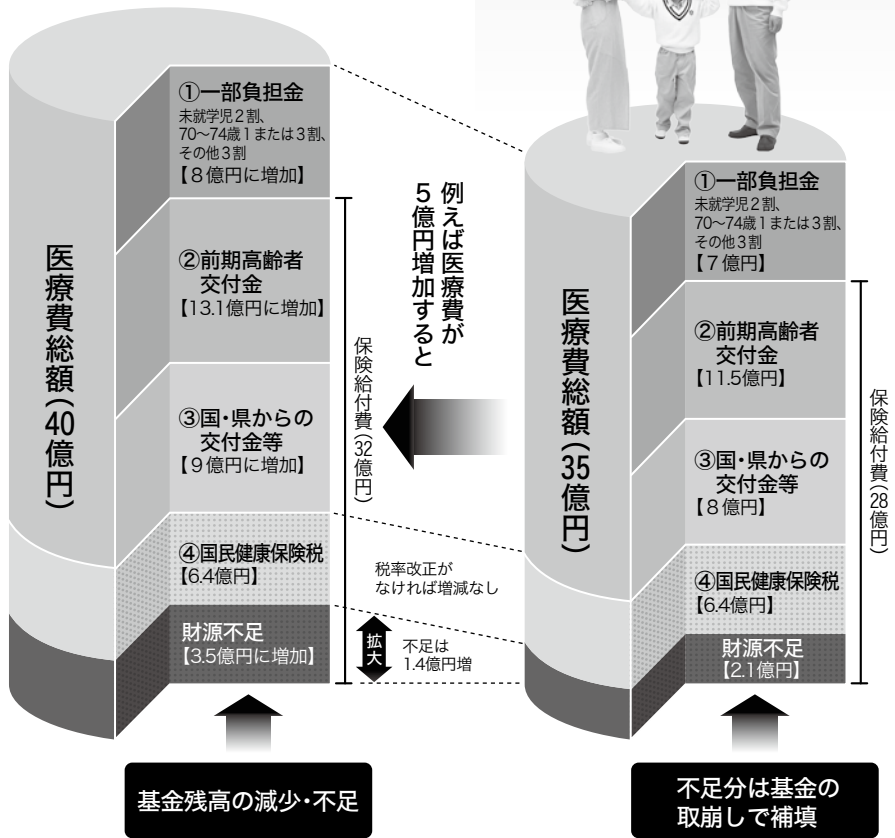 ①一部負担金
未就学児2割、
70〜74歳1または3割、
その他3割
【7億円】
②前期高齢者
交付金
【11.5億円】
③国・県からの
交付金等
【8億円】
④国民健康保険税
【6.4億円】
財源不足
【2.1億円】
医療費総額(35億円)
保険給付費(28億円)
不足分は基金の
取崩しで補填
例えば医療費が
5億円増加すると
①一部負担金
未就学児2割、
70〜74歳1または3割、
その他3割
【8億円に増加】
②前期高齢者
交付金
【13.1億円に増加】
③国・県からの
交付金等
【9億円に増加】
④国民健康保険税
【6.4億円】
財源不足
【3.5億円に増加】
医療費総額(40億円)
保険給付費(32億円)
税率改正が
なければ増減なし
拡大
不足は
1.4億円増
基金残高の減少・不足